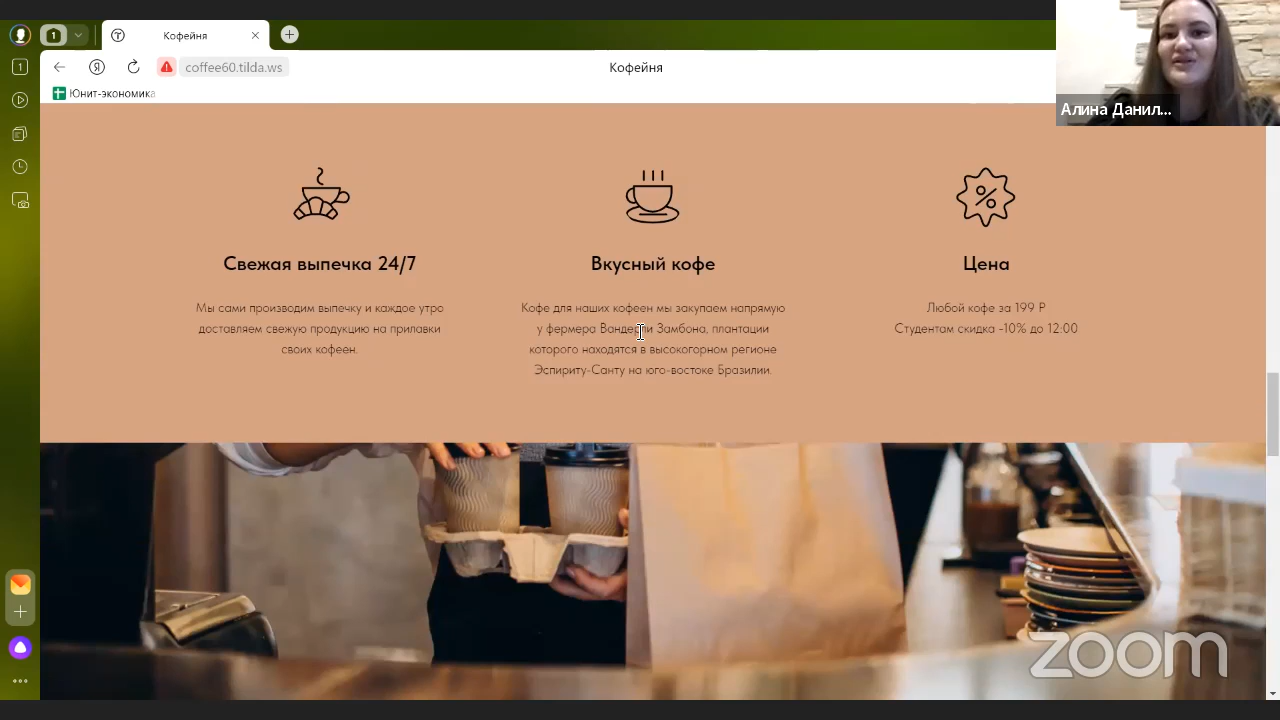 1
Кофейня
coffee60.tilda.ws
Кофейня
Юнит-экономика
Алина Данил...
Свежая выпечка 24/7
Мы сами производим выпечку и каждое утро
доставляем свежую продукцию на прилавки
своих кофеен.
Вкусный кофе
Кофе для наших кофеен мы закупаем напрямую
у фермера Вандерли Замбона, плантации
которого находятся в высокогорном регионе
Эспириту-Санту на юго-востоке Бразилии.
Цена
Любой кофе за 199 Р
Студентам скидка -10% до 12:00
zoom